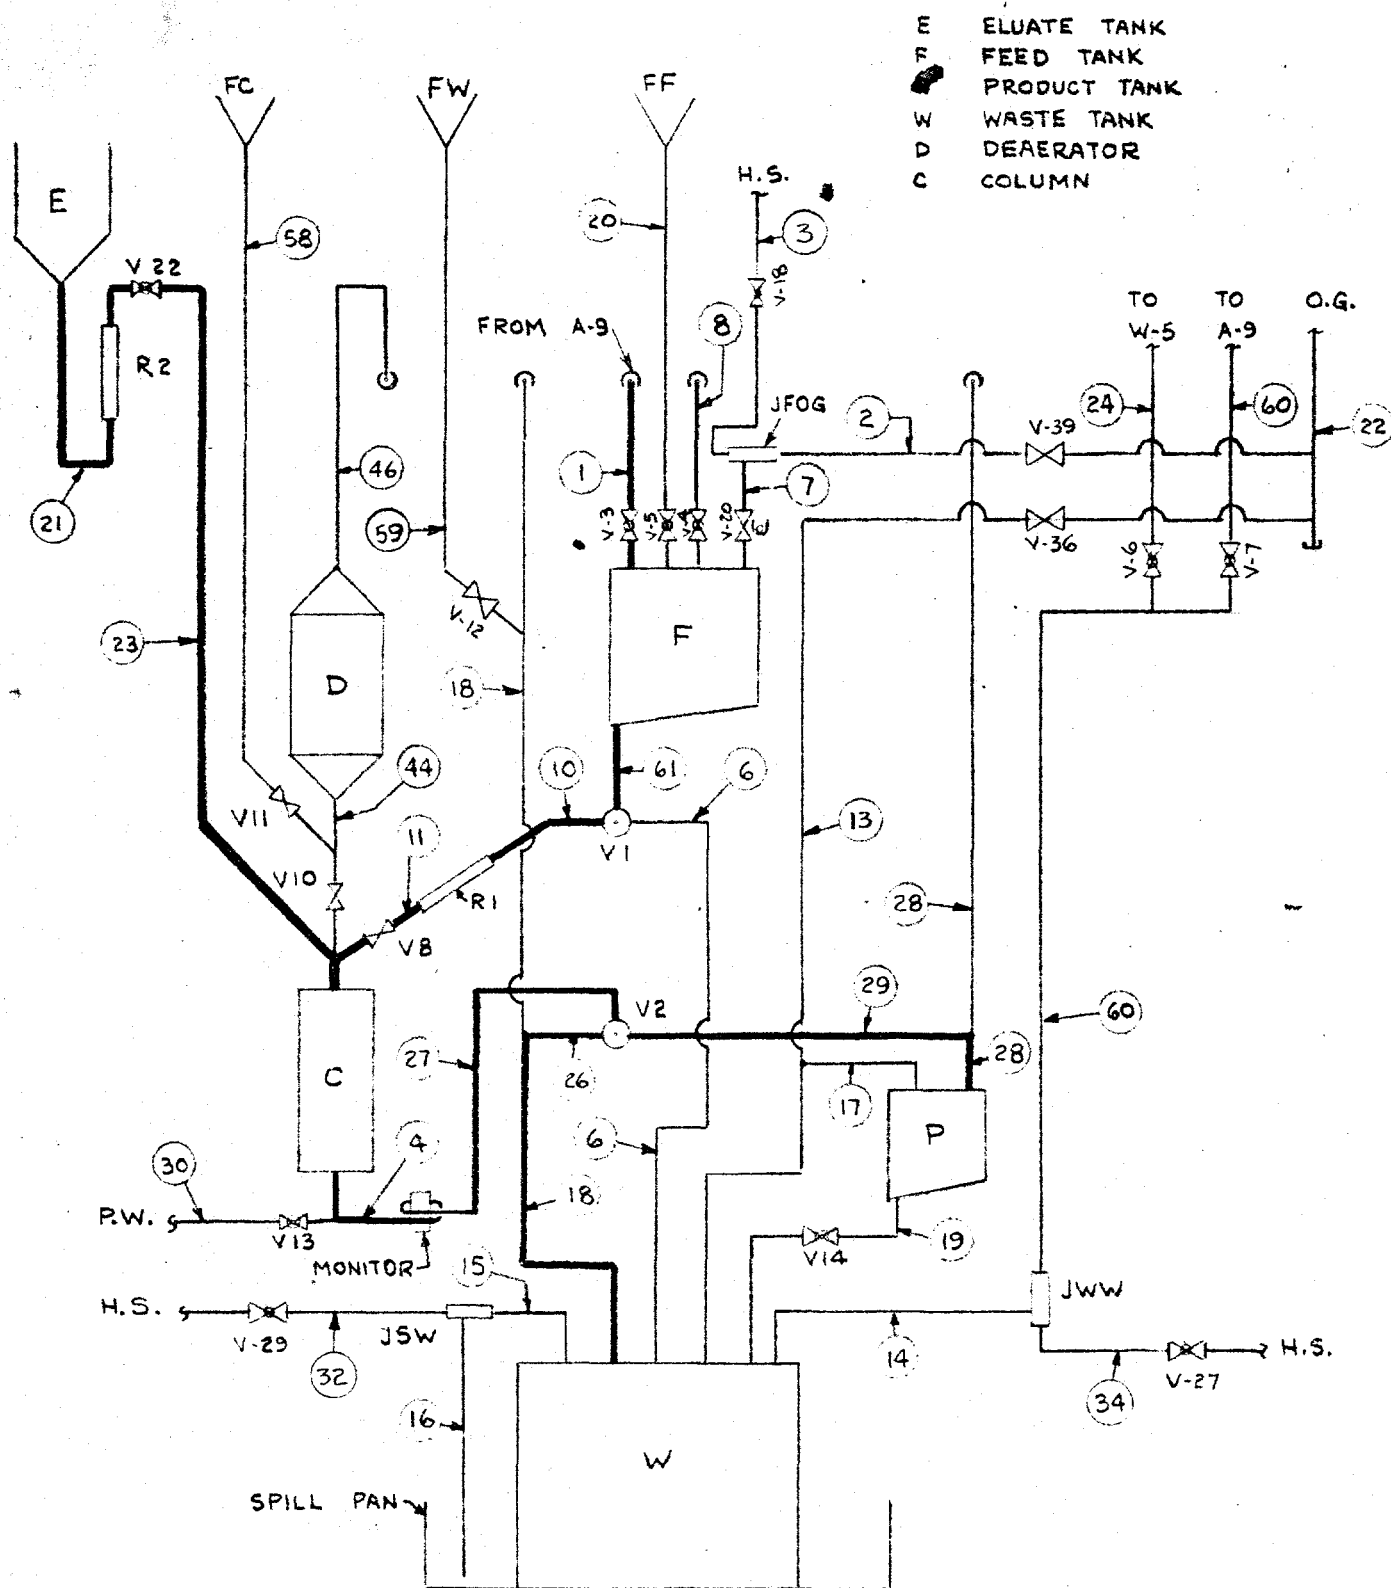 E ELUATE TANK
F FEED TANK
PRODUCT TANK
W WASTE TANK
D DEAERATOR
C COLUMN
FC
FW
FF
H.S.
E
58
20
3
V 22
V-18
TO W-5
TO A-9
O.G.
FROM A-9
8
R2
JFOG
2
24
60
22
V-39
46
1
7
21
59
V-3
V-5
V-4
V-20
V-36
V-6
V-7
V-12
F
23
D
18
44
10
61
6
V11
11
V1
13
V10
R1
28
V8
29
V2
60
27
26
28
C
17
P
4
6
30
18
P.W.
V13
19
V14
MONITOR
15
JWW
H.S.
V-29
JSW
14
H.S.
32
V-27
34
16
W
SPILL PAN